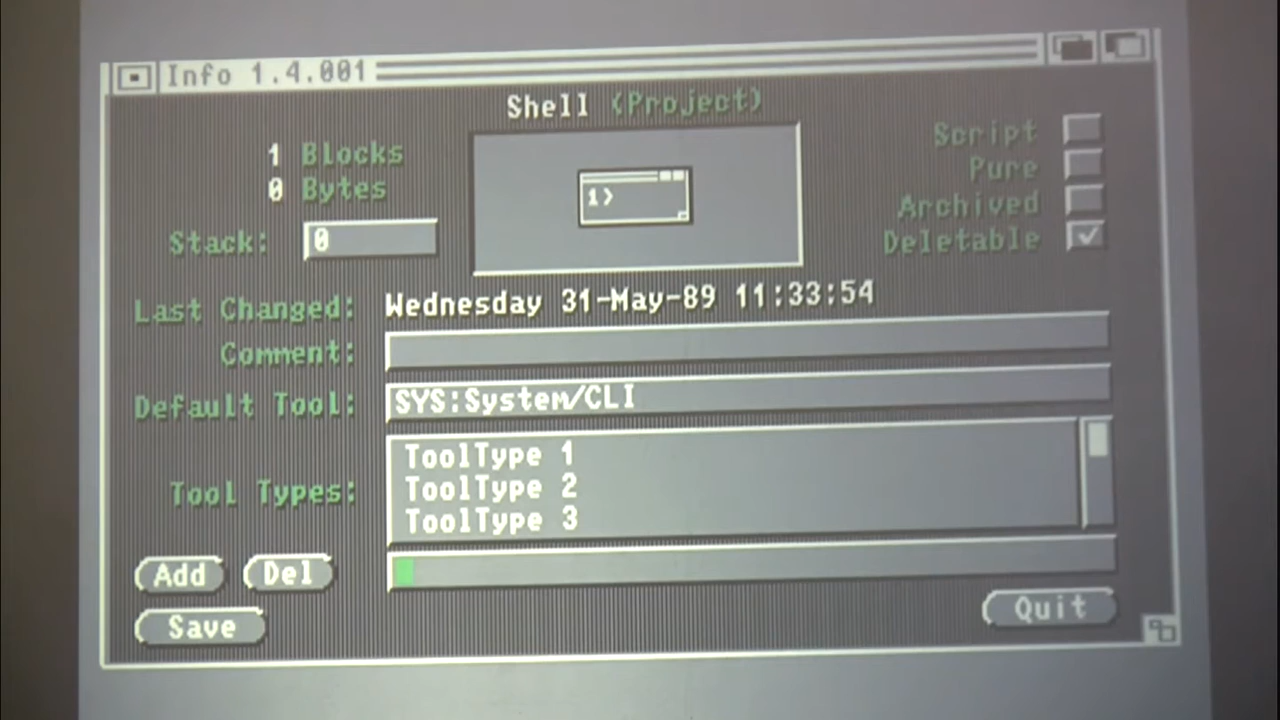 Info 1.4.001
Shell (Project)
1 Blocks
0 Bytes
Stack: 0
1>
Script
Pure
Archived
Deletable
Last Changed: Wednesday 31-May-89 11:33:54
Comment:
Default Tool: SYS:System/CLI
Tool Types:
ToolType 1
ToolType 2
ToolType 3
Add Del
Save
Quit